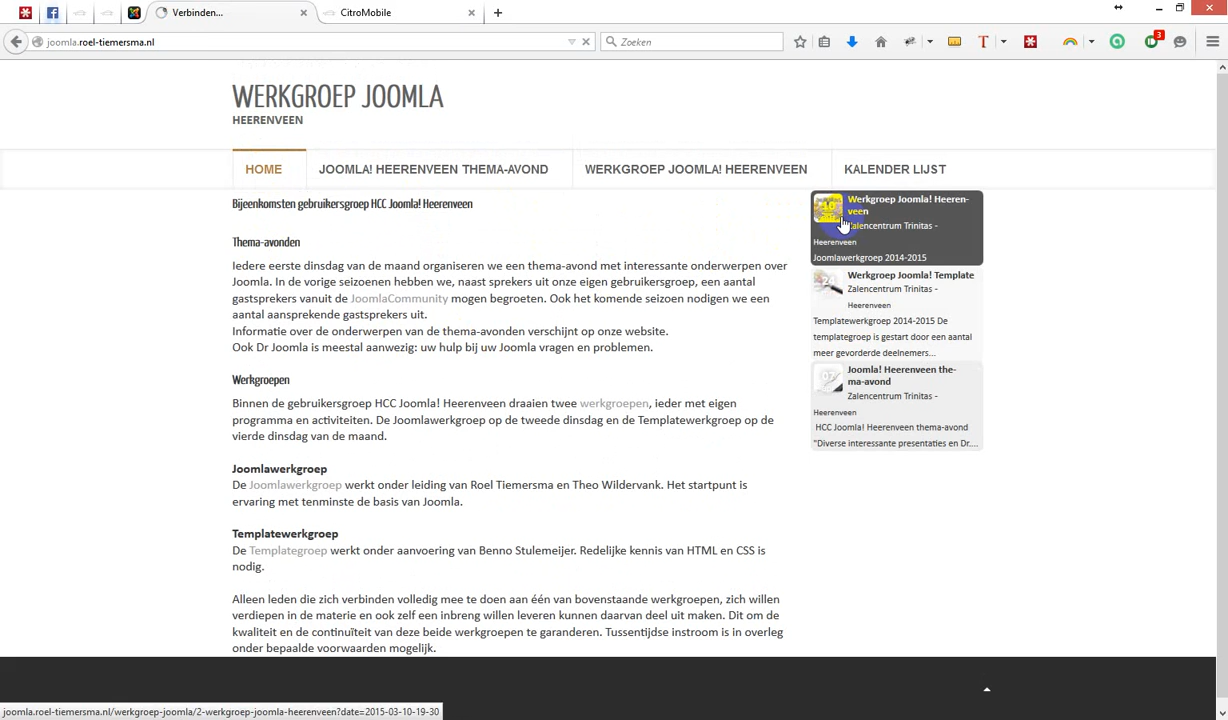 Verbinden...
CitroMobile
joomla.roel-tiemersma.nl
Zoeken
3
WERKGROEP JOOMLA
HEERENVEEN
HOME
JOOMLA! HEERENVEEN THEMA-AVOND
WERKGROEP JOOMLA! HEERENVEEN
KALENDER LIJST
Bijeenkomsten gebruikersgroep HCC Joomla! Heerenveen
Thema-avonden
Iedere eerste dinsdag van de maand organiseren we een thema-avond met interessante onderwerpen over
Joomla. In de vorige seizoenen hebben we, naast sprekers uit onze eigen gebruikersgroep, een aantal
gastsprekers vanuit de JoomlaCommunity mogen begroeten. Ook het komende seizoen nodigen we een
aantal aansprekende gastsprekers uit.
Informatie over de onderwerpen van de thema-avonden verschijnt op onze website.
Ook Dr Joomla is meestal aanwezig: uw hulp bij uw Joomla vragen en problemen.
Werkgroepen
Binnen de gebruikersgroep HCC Joomla! Heerenveen draaien twee werkgroepen, ieder met eigen
programma en activiteiten. De Joomlawerkgroep op de tweede dinsdag en de Templatewerkgroep op de
vierde dinsdag van de maand.
Joomlawerkgroep
De Joomlawerkgroep werkt onder leiding van Roel Tiemersma en Theo Wildervank. Het startpunt is
ervaring met tenminste de basis van Joomla.
Templatewerkgroep
De Templategroep werkt onder aanvoering van Benno Stulemeijer. Redelijke kennis van HTML en CSS is
nodig.
Alleen leden die zich verbinden volledig mee te doen aan één van bovenstaande werkgroepen, zich willen
verdiepen in de materie en ook zelf een inbreng willen leveren kunnen daarvan deel uit maken. Dit om de
kwaliteit en de continuïteit van deze beide werkgroepen te garanderen. Tussentijdse instroom is in overleg
onder bepaalde voorwaarden mogelijk.
10
Werkgroep Joomla! Heeren-
veen
Zalencentrum Trinitas -
Heerenveen
Joomlawerkgroep 2014-2015
24
Werkgroep Joomla! Template
Zalencentrum Trinitas -
Heerenveen
Templatewerkgroep 2014-2015 De
templategroep is gestart door een aantal
meer gevorderde deelnemers...
07
Joomla! Heerenveen the-
ma-avond
Zalencentrum Trinitas -
Heerenveen
HCC Joomla! Heerenveen thema-avond
"Diverse interessante presentaties en Dr....
joomla.roel-tiemersma.nl/werkgroep-joomla/2-werkgroep-joomla-heerenveen?date=2015-03-10-19-30